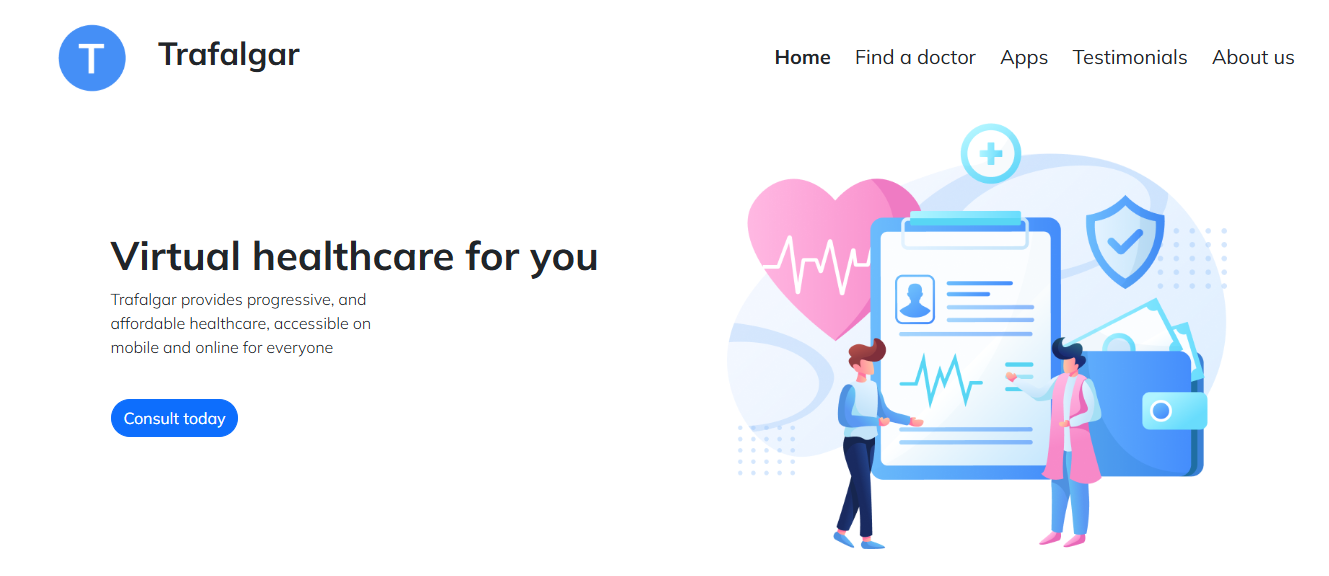 T
Trafalgar
Home Find a doctor Apps Testimonials About us
Virtual healthcare for you
Trafalgar provides progressive, and
affordable healthcare, accessible on
mobile and online for everyone
Consult today